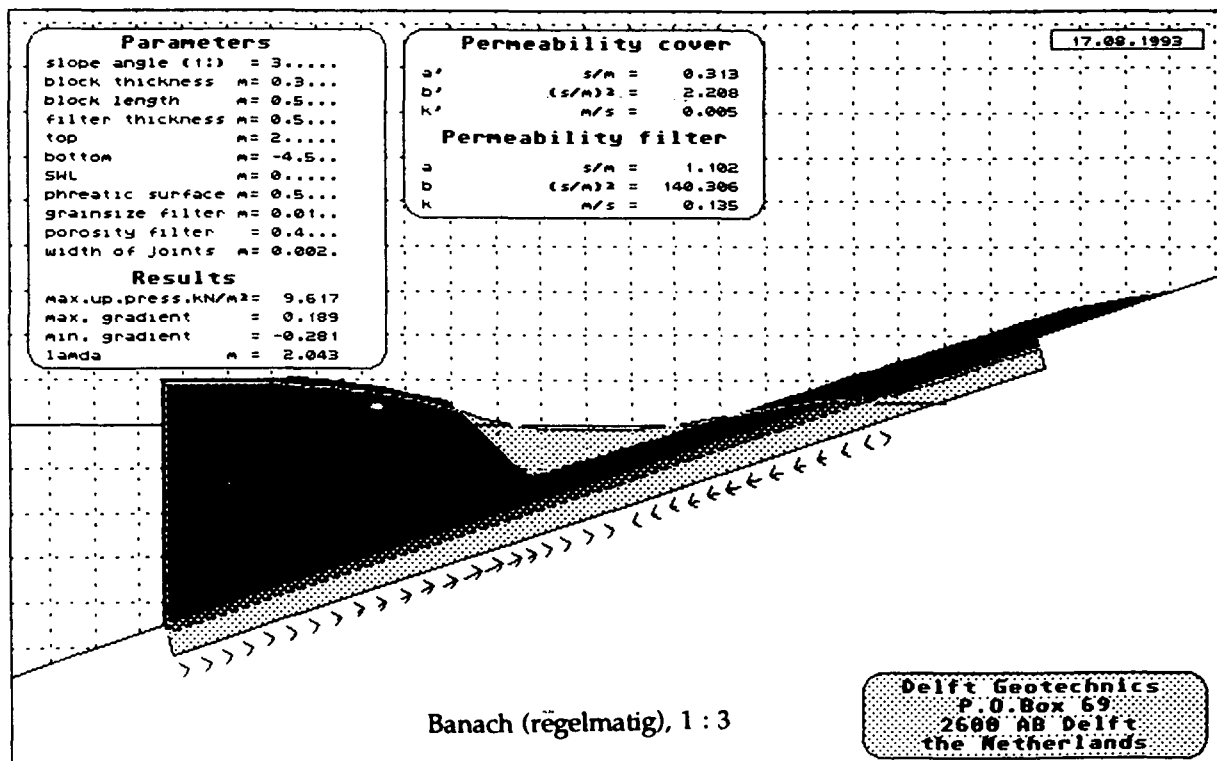 Parameters
slope angle (1:) = 3.....
block thickness m= 0.3...
block length m= 0.5...
filter thickness m= 0.5...
top m= 2.....
bottom m= -4.5..
SWL m= 0.....
phreatic surface m= 0.5...
grainsize filter m= 0.01..
porosity filter = 0.4...
width of joints m= 0.002.
Results
max.up.press.kN/m²= 9.617
max. gradient = 0.189
min. gradient = -0.281
lamda m = 2.043
Permeability cover
a' s/m = 0.313
b' (s/m)² = 2.208
k' m/s = 0.005
Permeability filter
a s/m = 1.102
b (s/m)² = 140.306
k m/s = 0.135
17.08.1993
Banach (regelmatig), 1 : 3
Delft Geotechnics
P.O.Box 69
2600 AB Delft
the Netherlands